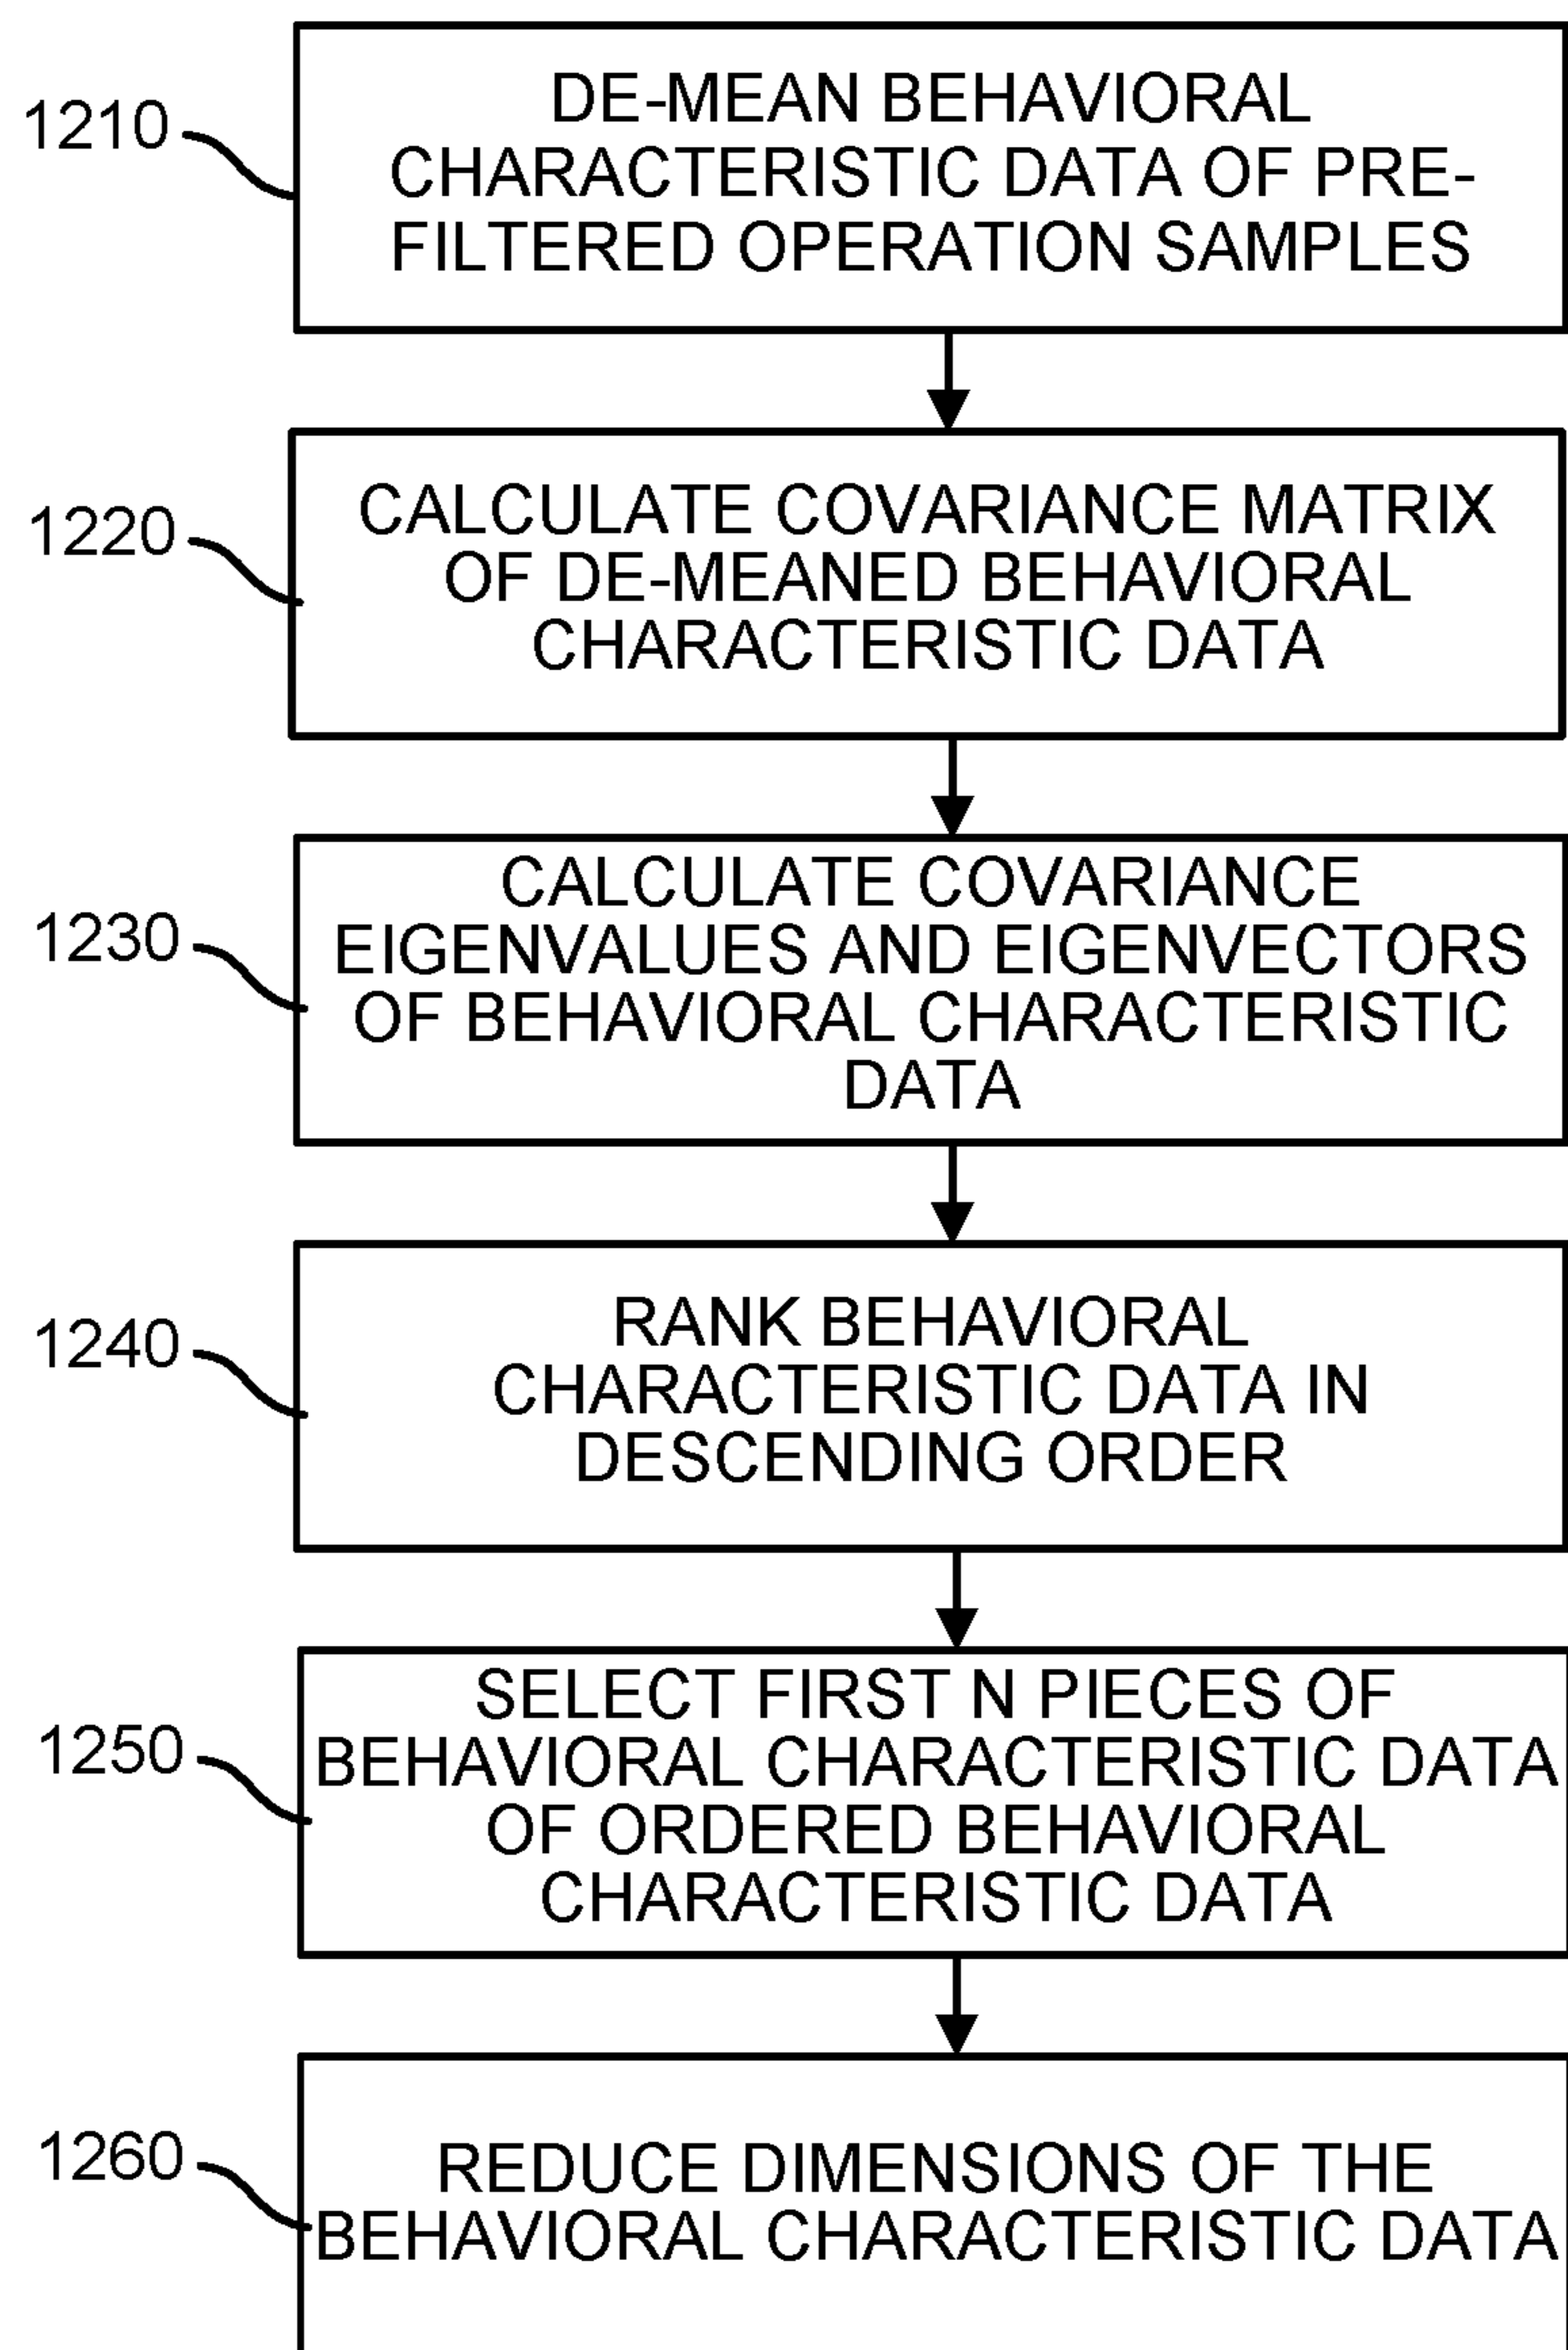 1210
DE-MEAN BEHAVIORAL
CHARACTERISTIC DATA OF PRE-
FILTERED OPERATION SAMPLES
1220
CALCULATE COVARIANCE MATRIX
OF DE-MEANED BEHAVIORAL
CHARACTERISTIC DATA
1230
CALCULATE COVARIANCE
EIGENVALUES AND EIGENVECTORS
OF BEHAVIORAL CHARACTERISTIC
DATA
1240
RANK BEHAVIORAL
CHARACTERISTIC DATA IN
DESCENDING ORDER
1250
SELECT FIRST N PIECES OF
BEHAVIORAL CHARACTERISTIC DATA
OF ORDERED BEHAVIORAL
CHARACTERISTIC DATA
1260
REDUCE DIMENSIONS OF THE
BEHAVIORAL CHARACTERISTIC DATA